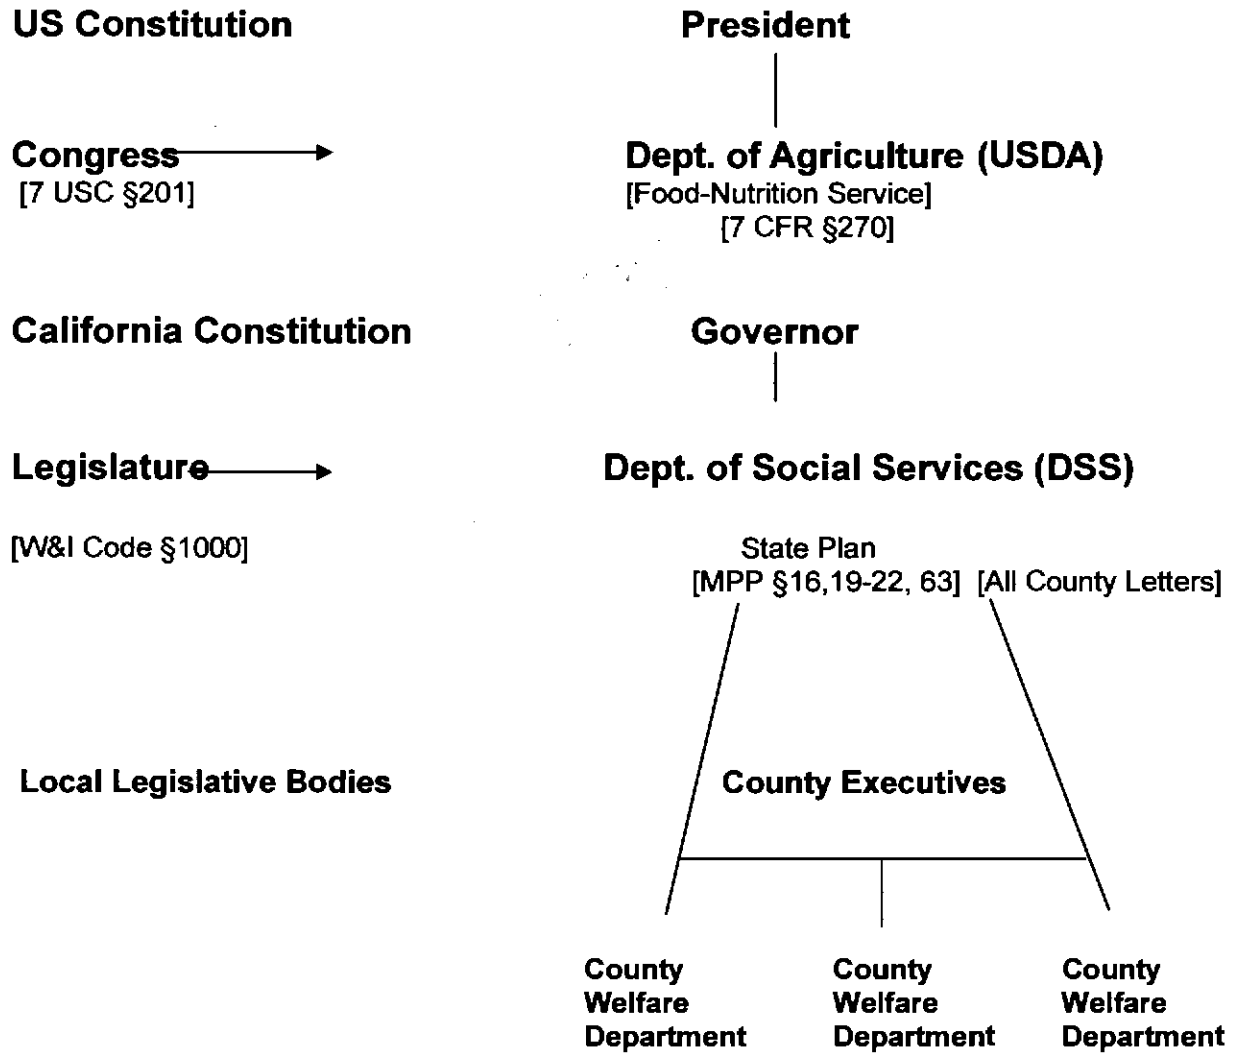 US Constitution
President
Congress
Dept. of Agriculture (USDA)
[7 USC §201]
[Food-Nutrition Service]
[7 CFR §270]
California Constitution
Governor
Legislature
Dept. of Social Services (DSS)
[W&I Code §1000]
State Plan
[MPP §16,19-22, 63] [All County Letters]
Local Legislative Bodies
County Executives
County
Welfare
Department
County
Welfare
Department
County
Welfare
Department